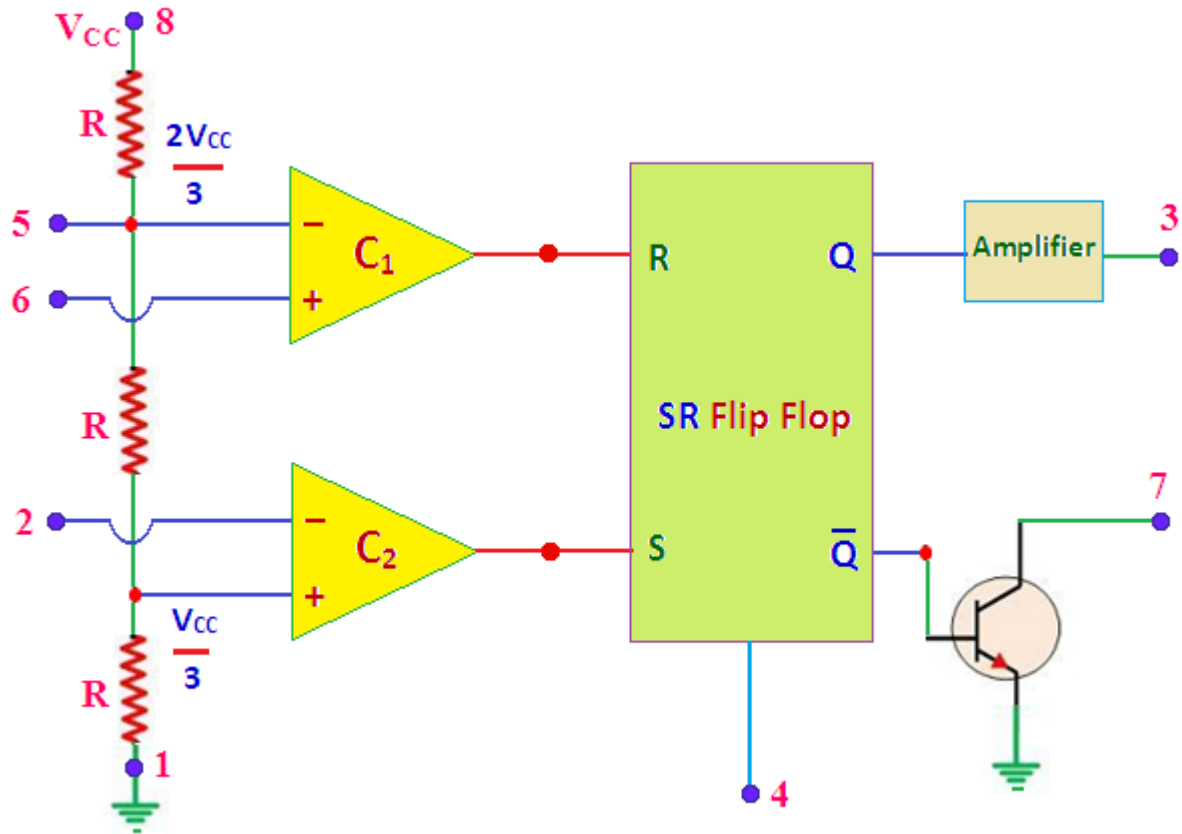 VCC 8
R
2VCC
3
5
−
C1
6
+
R
R
Q
Amplifier
3
SR Flip Flop
2
−
C2
+
S
Q̅
7
VCC
3
R
1
4